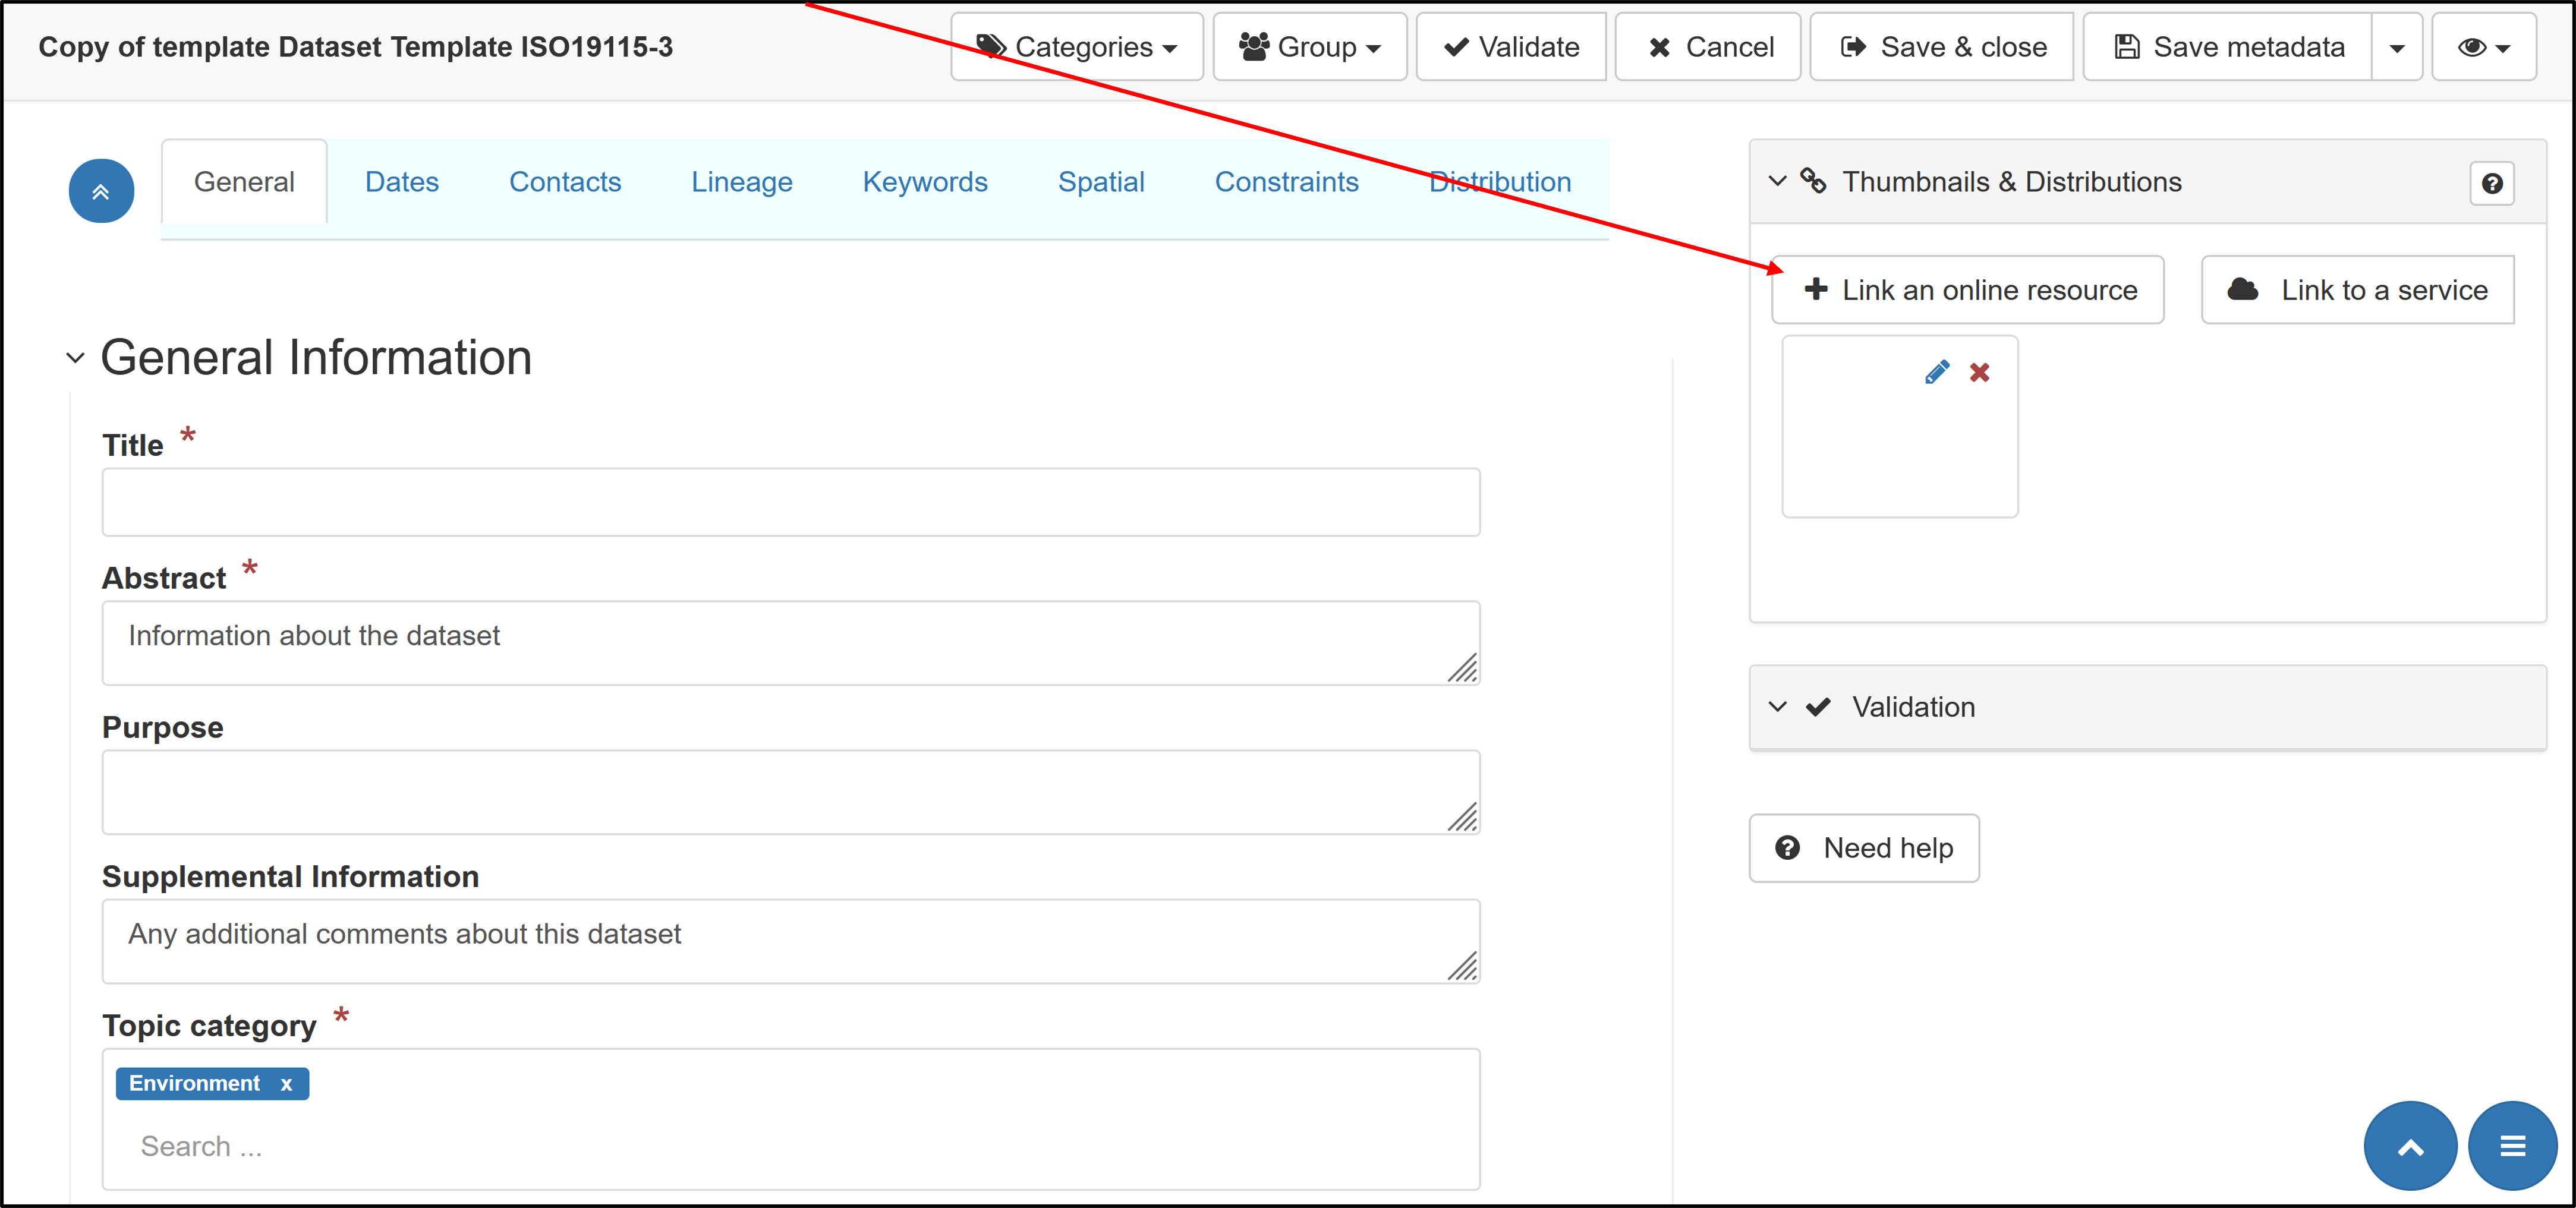 Copy of template Dataset Template ISO19115-3
Categories
Group
Validate
Cancel
Save & close
Save metadata
General
Dates
Contacts
Lineage
Keywords
Spatial
Constraints
Distribution
General Information
Title *
Abstract *
Information about the dataset
Purpose
Supplemental Information
Any additional comments about this dataset
Topic category *
Environment x
Search ...
Thumbnails & Distributions
Link an online resource
Link to a service
Validation
Need help